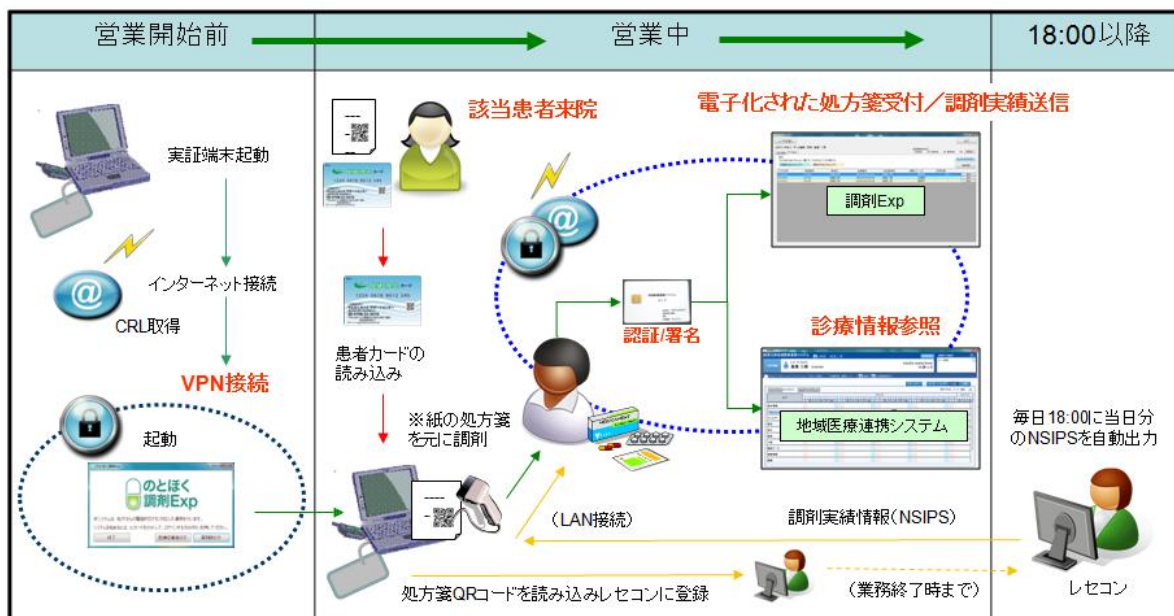 営業開始前
営業中
18:00以降
実証端末起動
インターネット接続
CRL取得
VPN接続
起動
のとほく
調剤Exp
該当患者来院
患者カードの
読み込み
※紙の処方箋
を元に調剤
電子化された処方箋受付／調剤実績送信
調剤Exp
認証/署名
診療情報参照
地域医療連携システム
(LAN接続)
調剤実績情報(NSIPS)
処方箋QRコードを読み込みレセコンに登録
(業務終了時まで)
毎日18:00に当日分
のNSIPSを自動出力
レセコン